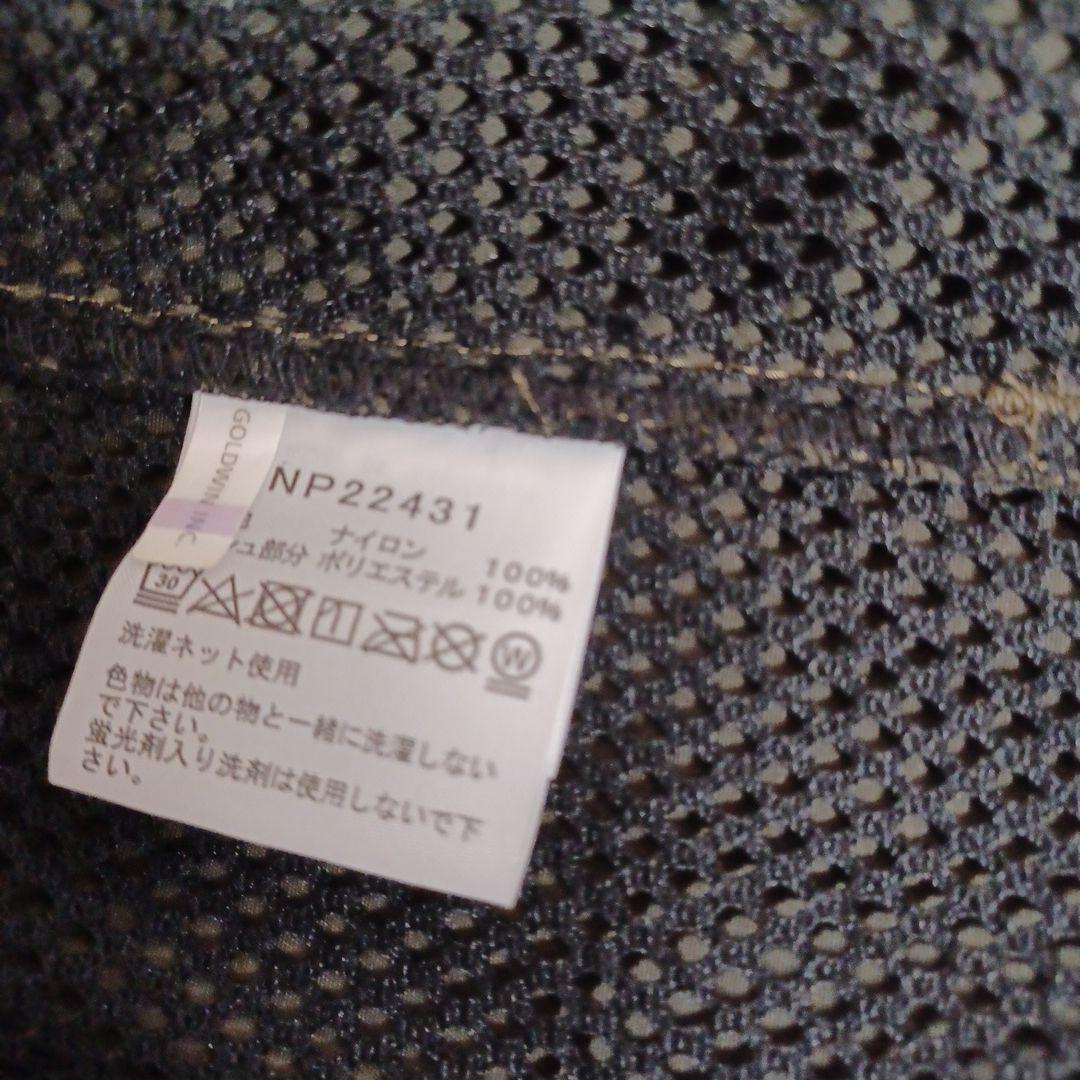 GOLDWIN INC
NP22431
ナイロン 100%
ュ部分 ポリエステル 100%
30
W
洗濯ネット使用
色物は他の物と一緒に洗濯しない
で下さい。
蛍光剤入り洗剤は使用しないで下
さい。